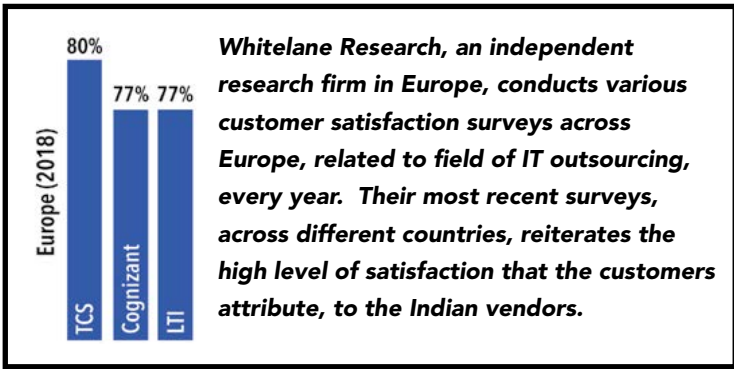 80%
77% 77%
Europe (2018)
TCS
Cognizant
LTI
Whitelane Research, an independent
research firm in Europe, conducts various
customer satisfaction surveys across
Europe, related to field of IT outsourcing,
every year. Their most recent surveys,
across different countries, reiterates the
high level of satisfaction that the customers
attribute, to the Indian vendors.